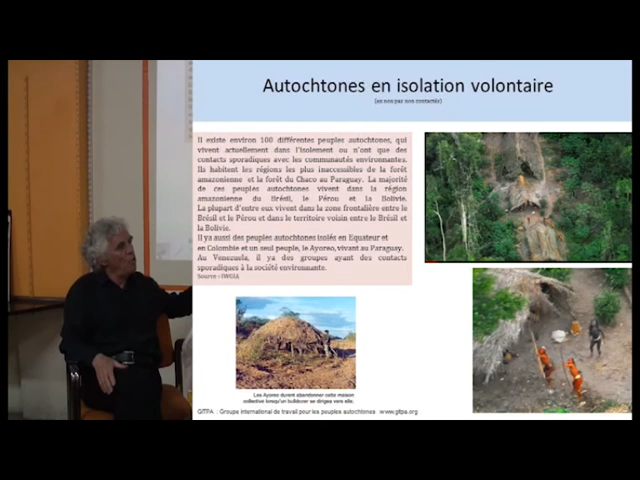 Autochtones en isolation volontaire
(ou non pas non contactés)
Il existe environ 100 différentes peuples autochtones, qui
vivent actuellement dans l'isolement ou n'ont que des
contacts sporadiques avec les communautés environnantes.
Ils habitent les régions les plus inaccessibles de la forêt
amazonienne et la forêt du Chaco au Paraguay. La majorité
de ces peuples autochtones vivent dans la région
amazonienne du Brésil, le Pérou et la Bolivie.
La plupart d'entre eux vivent dans la zone frontalière entre le
Brésil et le Pérou et dans le territoire voisin entre le Brésil et
la Bolivie.
Il ya aussi des peuples autochtones isolés en Equateur et
en Colombie et un seul peuple, le Ayoreo, vivant au Paraguay.
Au Venezuela, il ya des groupes ayant des contacts
sporadiques à la société environnante.
Source : IWGIA
Les Ayoreo durent abandonner cette maison
collective lorsqu'un bulldozer se dirigea vers elle.
GITPA : Groupe international de travail pour les peuples autochtones www.gitpa.org